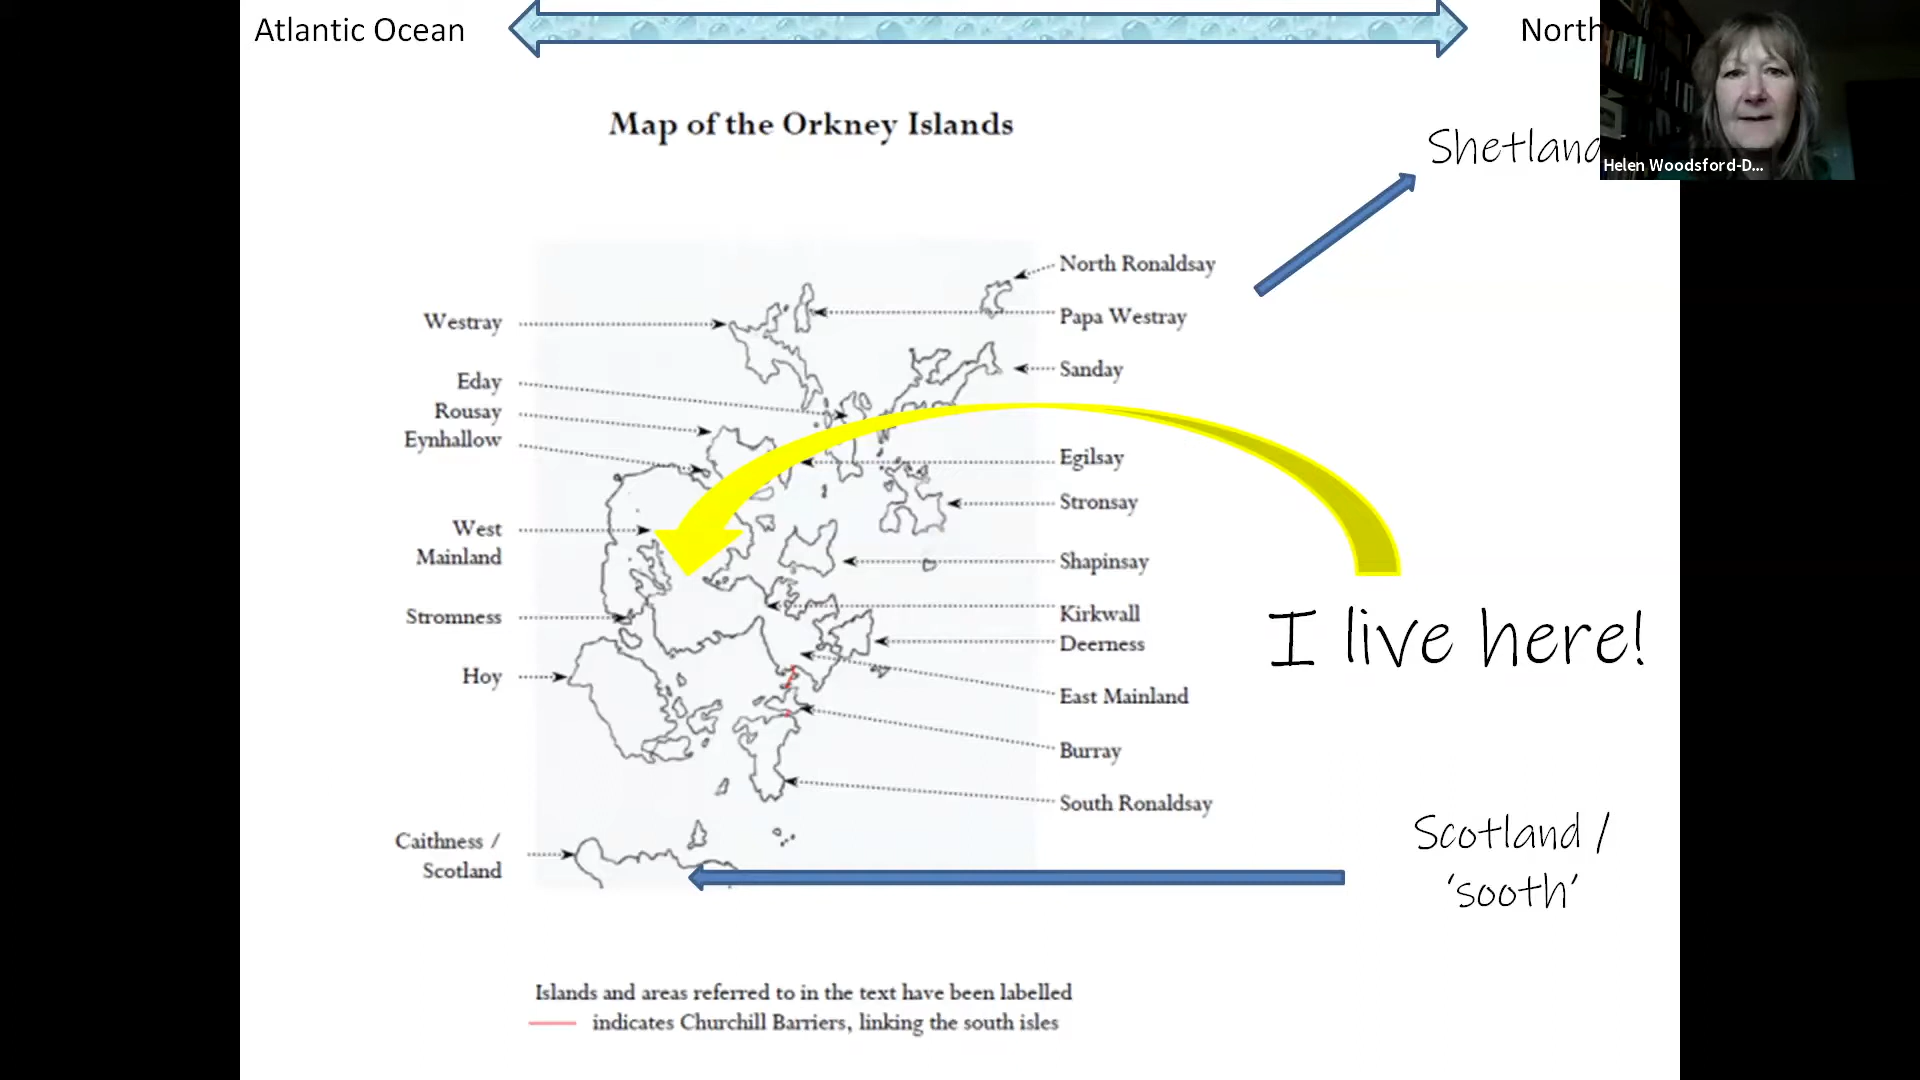 Atlantic Ocean
North
Helen Woodsford-D...
Map of the Orkney Islands
Shetland
North Ronaldsay
Papa Westray
Westray
Sanday
Eday
Rousay
Eynhallow
Egilsay
Stronsay
West
Mainland
Shapinsay
Stromness
Kirkwall
Deerness
I live here!
Hoy
East Mainland
Burray
South Ronaldsay
Caithness /
Scotland
Scotland /
‘sooth’
Islands and areas referred to in the text have been labelled
indicates Churchill Barriers, linking the south isles